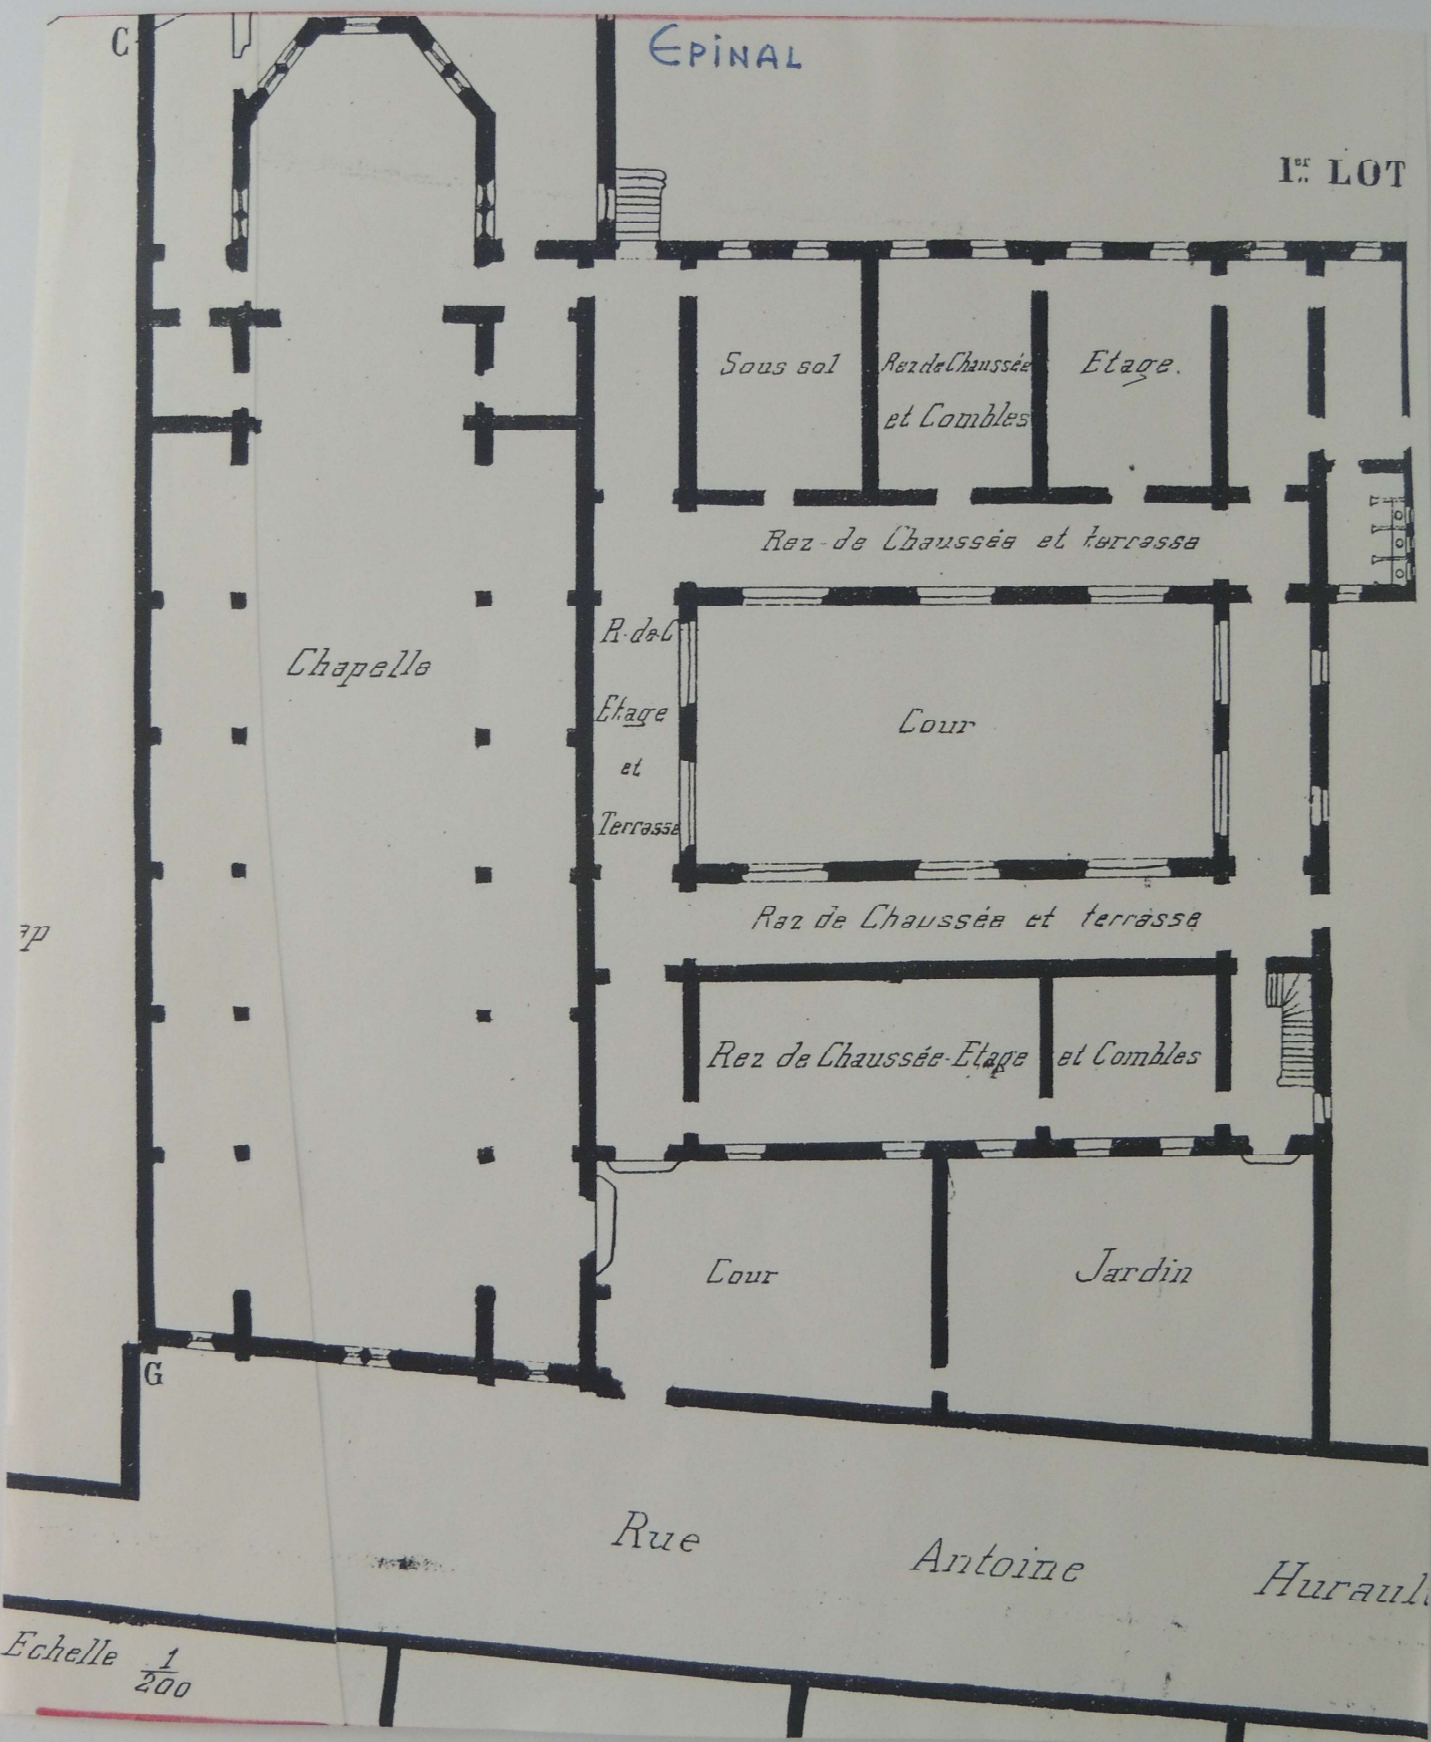 C
EPINAL
1er LOT
Sous sol
Rez de Chaussée
et Combles
Etage.
Rez-de Chaussée et terrasse
Chapelle
R-de-C
Etage
et
Terrasse
Cour
Rez de Chaussée et terrasse
Rez de Chaussée-Etage et Combles
Cour
Jardin
G
Rue Antoine Hurault
Echelle 1/200